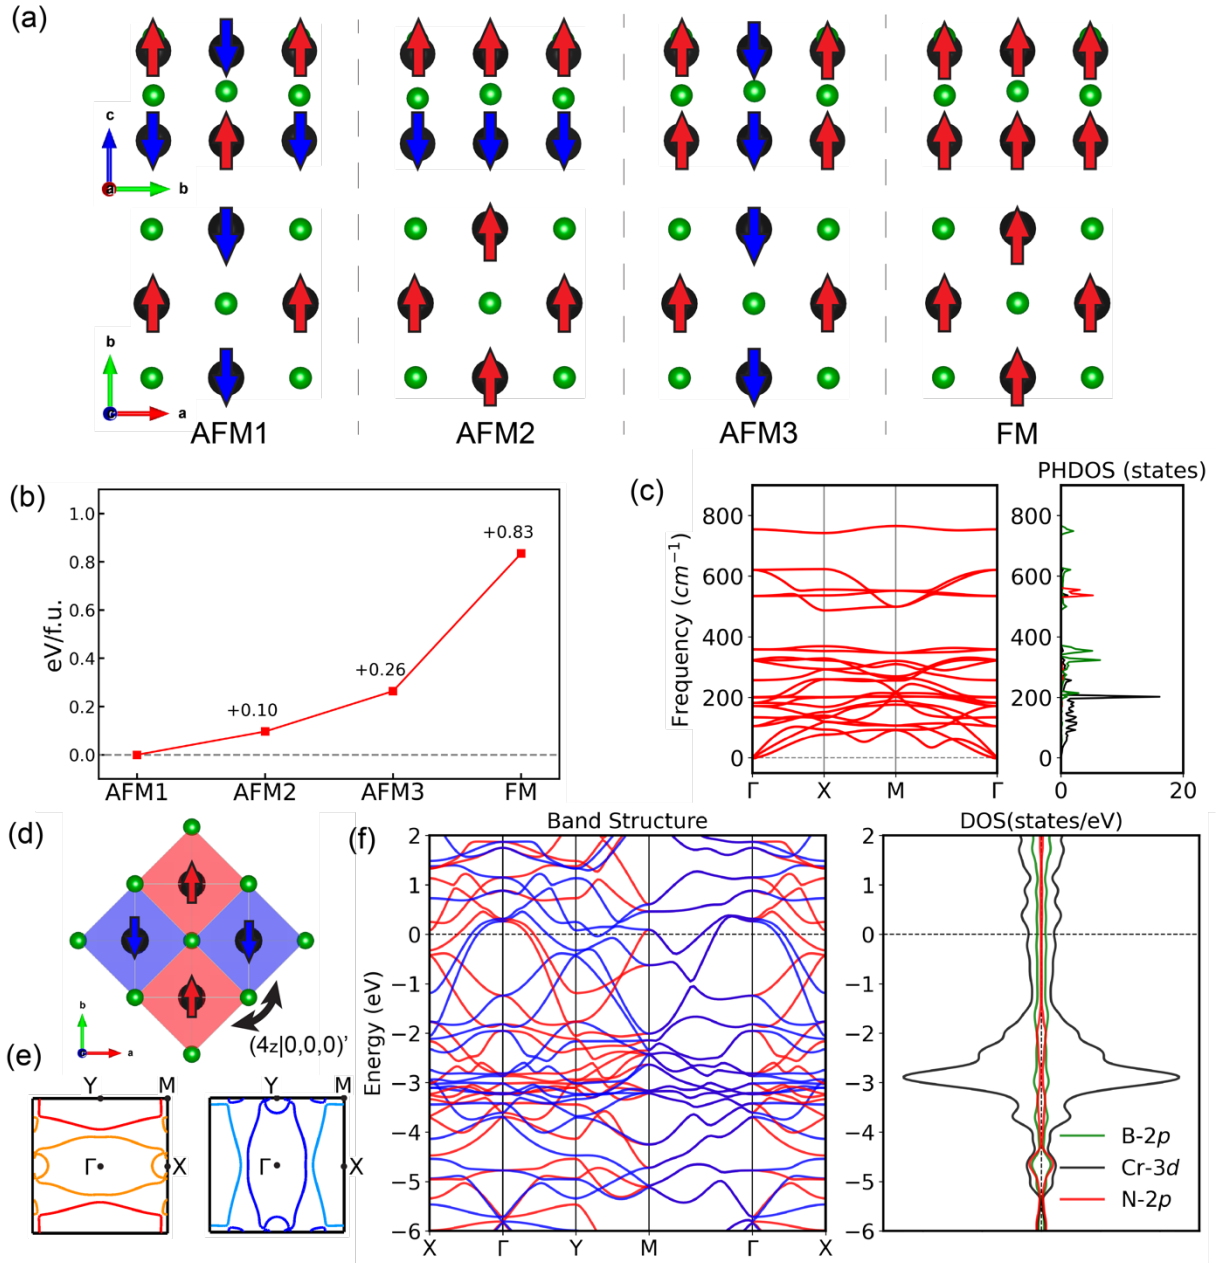 (a)
c
a
b
b
c
a
AFM1 AFM2 AFM3 FM
(b)
eV/f.u.
1.0
0.8
0.6
0.4
0.2
0.0
+0.10
+0.26
+0.83
AFM1 AFM2 AFM3 FM
(c)
PHDOS (states)
Frequency (cm⁻¹)
800
600
400
200
0
Γ X M Γ
800
600
400
200
0
0 20
(d)
b
a
(4z|0,0,0)'
(e)
Y M
Γ X
Y M
Γ X
(f)
Band Structure
Energy (eV)
2
1
0
−1
−2
−3
−4
−5
−6
X Γ Y M Γ X
DOS(states/eV)
2
1
0
−1
−2
−3
−4
−5
−6
B-2p
Cr-3d
N-2p